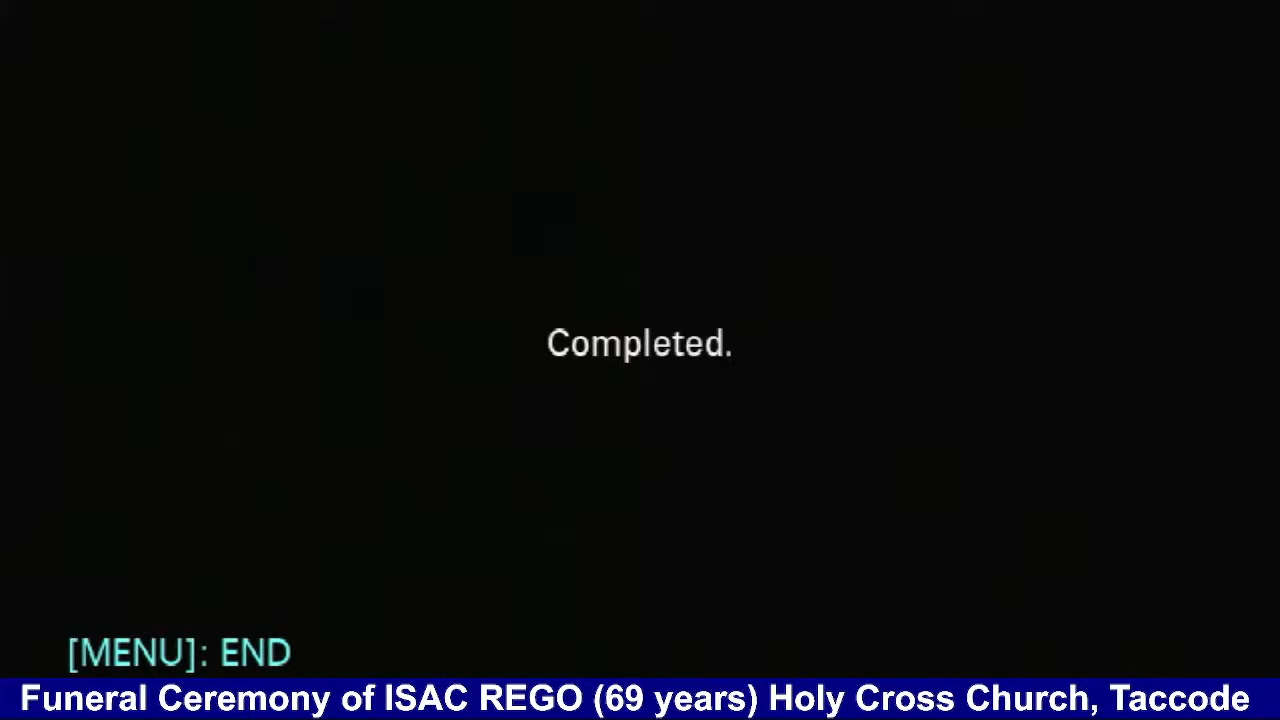 Completed.
[MENU]: END
Funeral Ceremony of ISAC REGO (69 years) Holy Cross Church, Taccode